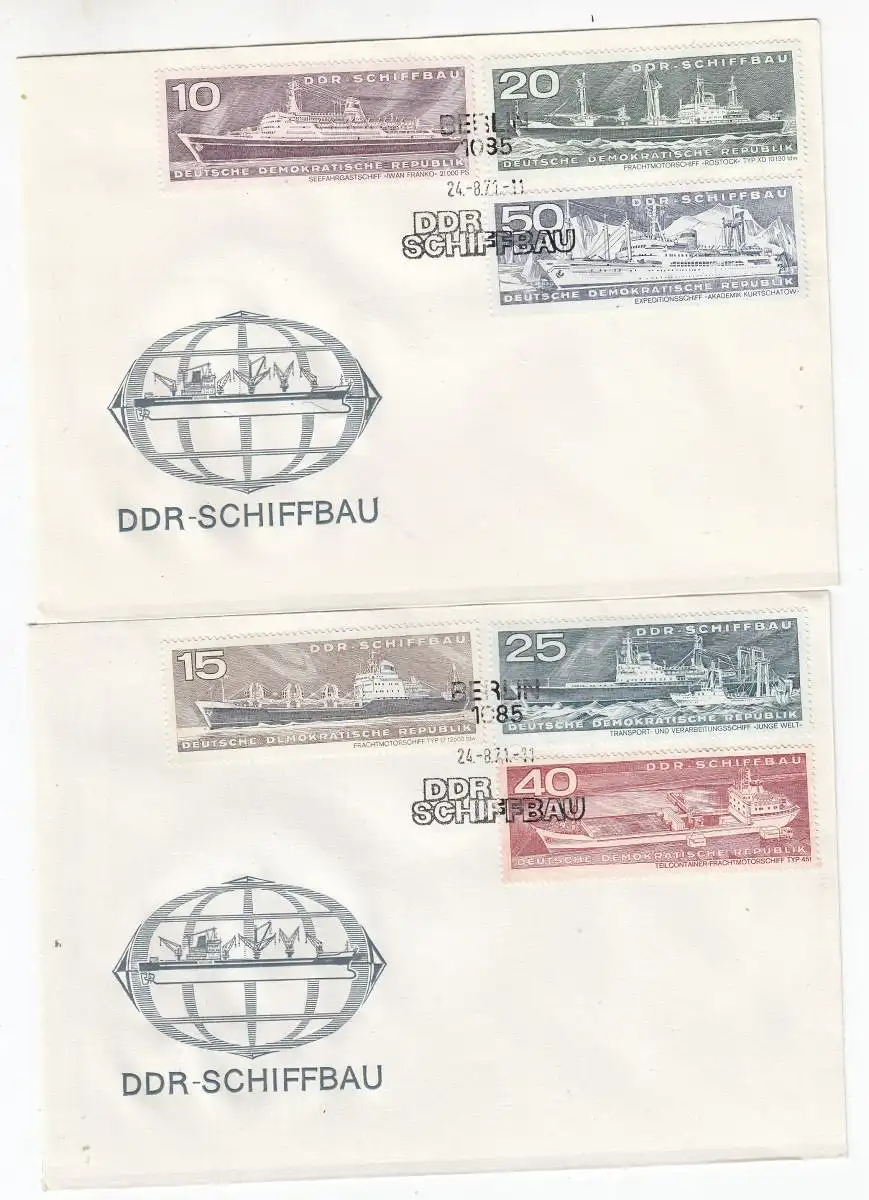 10
DDR-SCHIFFBAU
DEUTSCHE DEMOKRATISCHE REPUBLIK
SEEFAHRGASTSCHIFF »IWAN FRANKO« 21000 PS
20
DDR-SCHIFFBAU
DEUTSCHE DEMOKRATISCHE REPUBLIK
FRACHTMOTORSCHIFF »ROSTOCK« TYP XD 10130 tdw
BERLIN
1085
24.-8.71.-11
DDR
SCHIFFBAU
50
DDR-SCHIFFBAU
DEUTSCHE DEMOKRATISCHE REPUBLIK
EXPEDITIONSSCHIFF »AKADEMIK KURTSCHATOW«
DDR-SCHIFFBAU
15
DDR-SCHIFFBAU
DEUTSCHE DEMOKRATISCHE REPUBLIK
FRACHTMOTORSCHIFF TYP 17 12600 tdw
25
DDR-SCHIFFBAU
DEUTSCHE DEMOKRATISCHE REPUBLIK
TRANSPORT- UND VERARBEITUNGSSCHIFF »JUNGE WELT«
BERLIN
1085
24.-8.71.-11
DDR
SCHIFFBAU
40
DDR-SCHIFFBAU
DEUTSCHE DEMOKRATISCHE REPUBLIK
TEILCONTAINER-FRACHTMOTORSCHIFF TYP 451
DDR-SCHIFFBAU